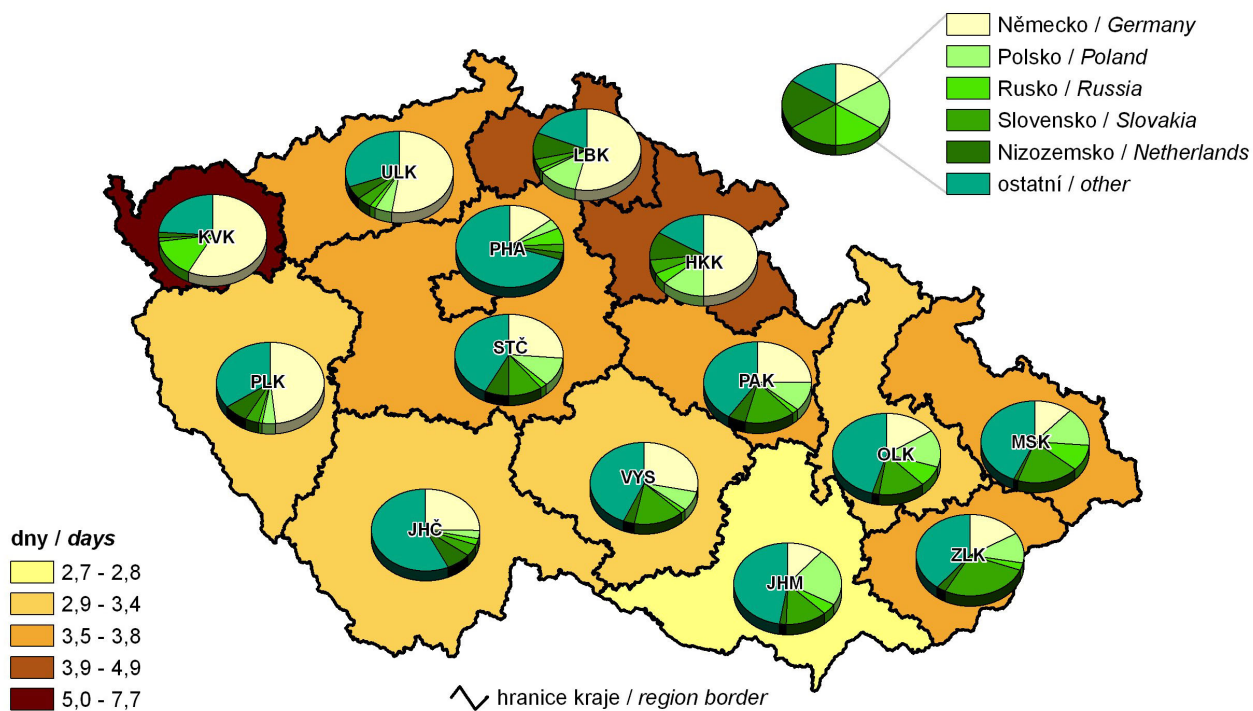 Německo / Germany
Polsko / Poland
Rusko / Russia
Slovensko / Slovakia
Nizozemsko / Netherlands
ostatní / other
ULK
LBK
KVK
PHA
HKK
STČ
PLK
PAK
OLK
MSK
VYS
JHČ
ZLK
JHM
dny / days
2,7 - 2,8
2,9 - 3,4
3,5 - 3,8
3,9 - 4,9
5,0 - 7,7
hranice kraje / region border